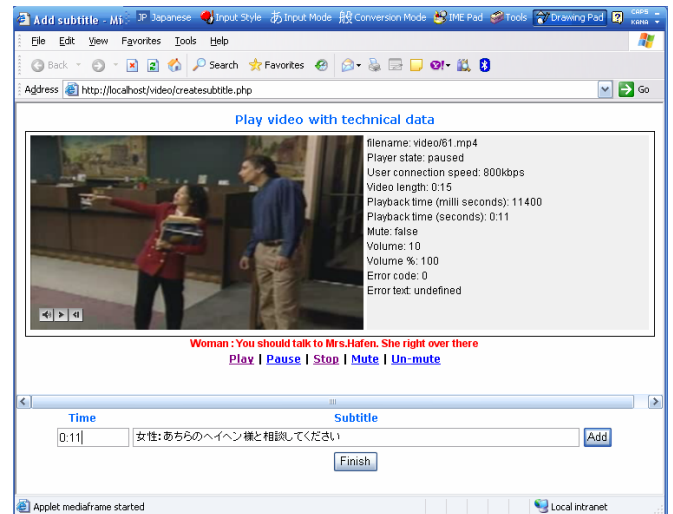 Add subtitle - Mi
JP Japanese Input Style あ Input Mode 般 Conversion Mode IME Pad Tools Drawing Pad ? CAPS KANA
File Edit View Favorites Tools Help
Back Search Favorites
Address http://localhost/video/createsubtitle.php Go
Play video with technical data
filename: video/61.mp4
Player state: paused
User connection speed: 800kbps
Video length: 0:15
Playback time (milli seconds): 11400
Playback time (seconds): 0:11
Mute: false
Volume: 10
Volume %: 100
Error code: 0
Error text: undefined
Woman : You should talk to Mrs.Hafen. She right over there
Play | Pause | Stop | Mute | Un-mute
Time Subtitle
0:11 女性:あちらのヘイヘン様と相談してください Add
Finish
Applet mediaframe started Local intranet